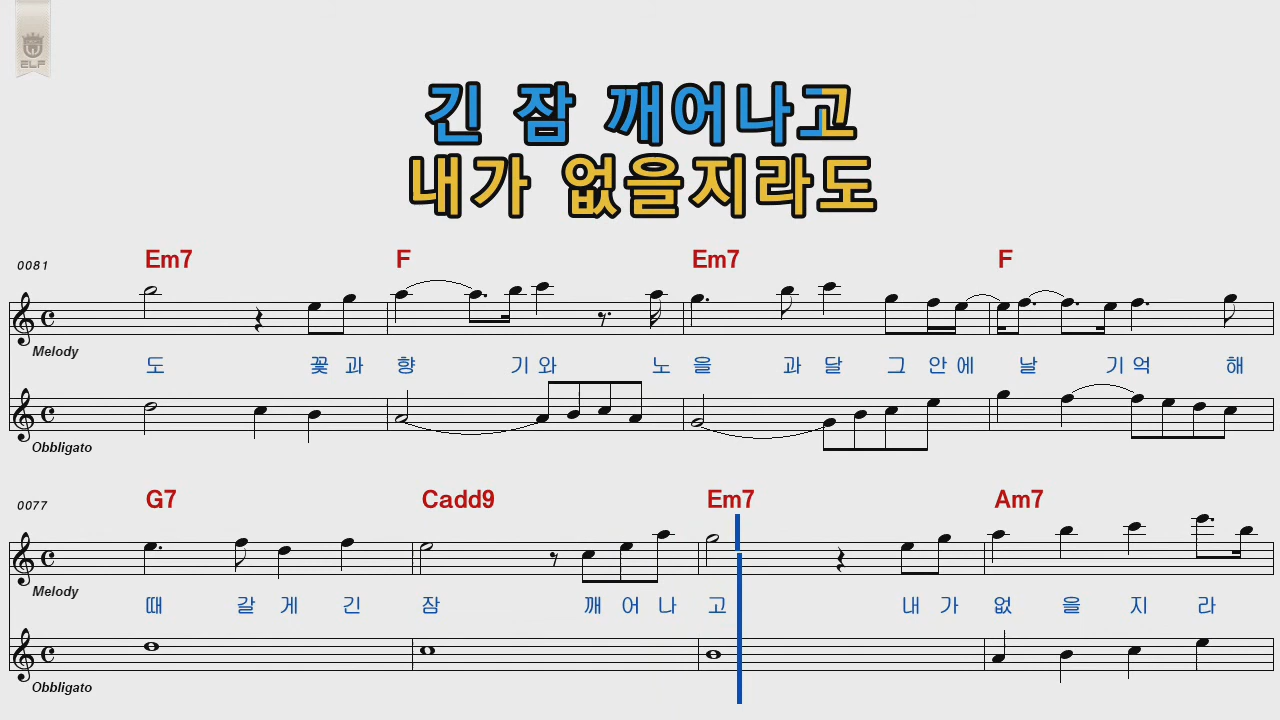 ELF
긴 잠 깨어나고
내가 없을지라도
0081 Em7 F Em7 F
Melody
도 꽃 과 향 기 와 노 을 과 달 그 안 에 날 기 억 해
Obbligato
0077 G7 Cadd9 Em7 Am7
Melody
때 갈 게 긴 잠 깨 어 나 고 내 가 없 을 지 라
Obbligato